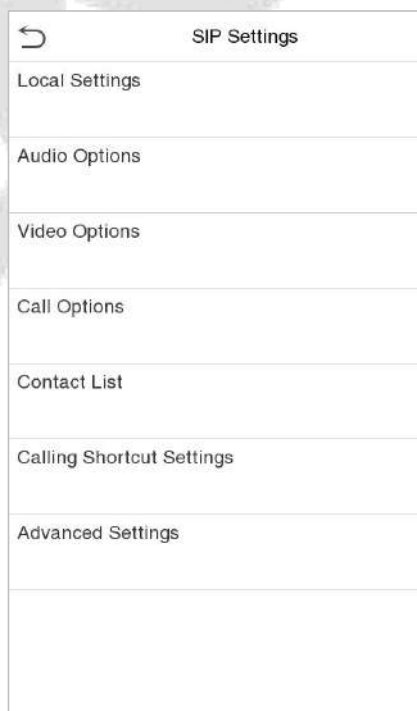 SIP Settings
Local Settings
Audio Options
Video Options
Call Options
Contact List
Calling Shortcut Settings
Advanced Settings